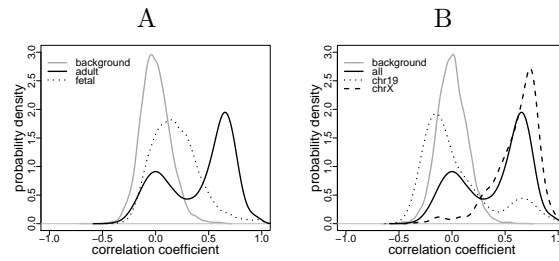 A
probability density
0.0 0.5 1.0 1.5 2.0 2.5 3.0
background
adult
fetal
−1.0 −0.5 0.0 0.5 1.0
correlation coefficient
B
probability density
0.0 0.5 1.0 1.5 2.0 2.5 3.0
background
all
chr19
chrX
−1.0 −0.5 0.0 0.5 1.0
correlation coefficient